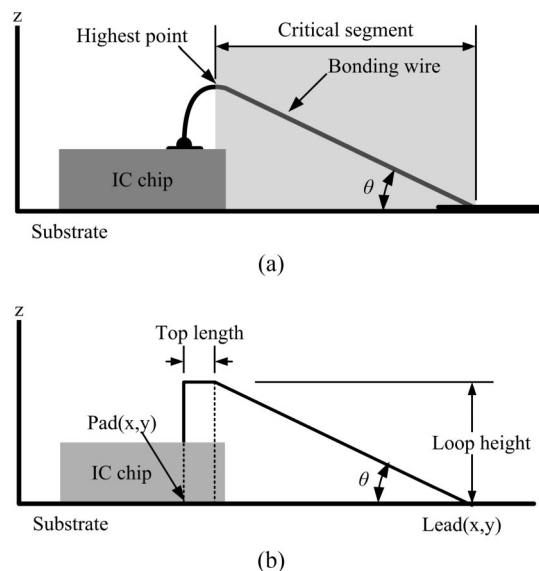 z
Highest point
Critical segment
Bonding wire
IC chip
θ
Substrate
(a)
z
Top length
Pad(x,y)
IC chip
Loop height
θ
Substrate
Lead(x,y)
(b)